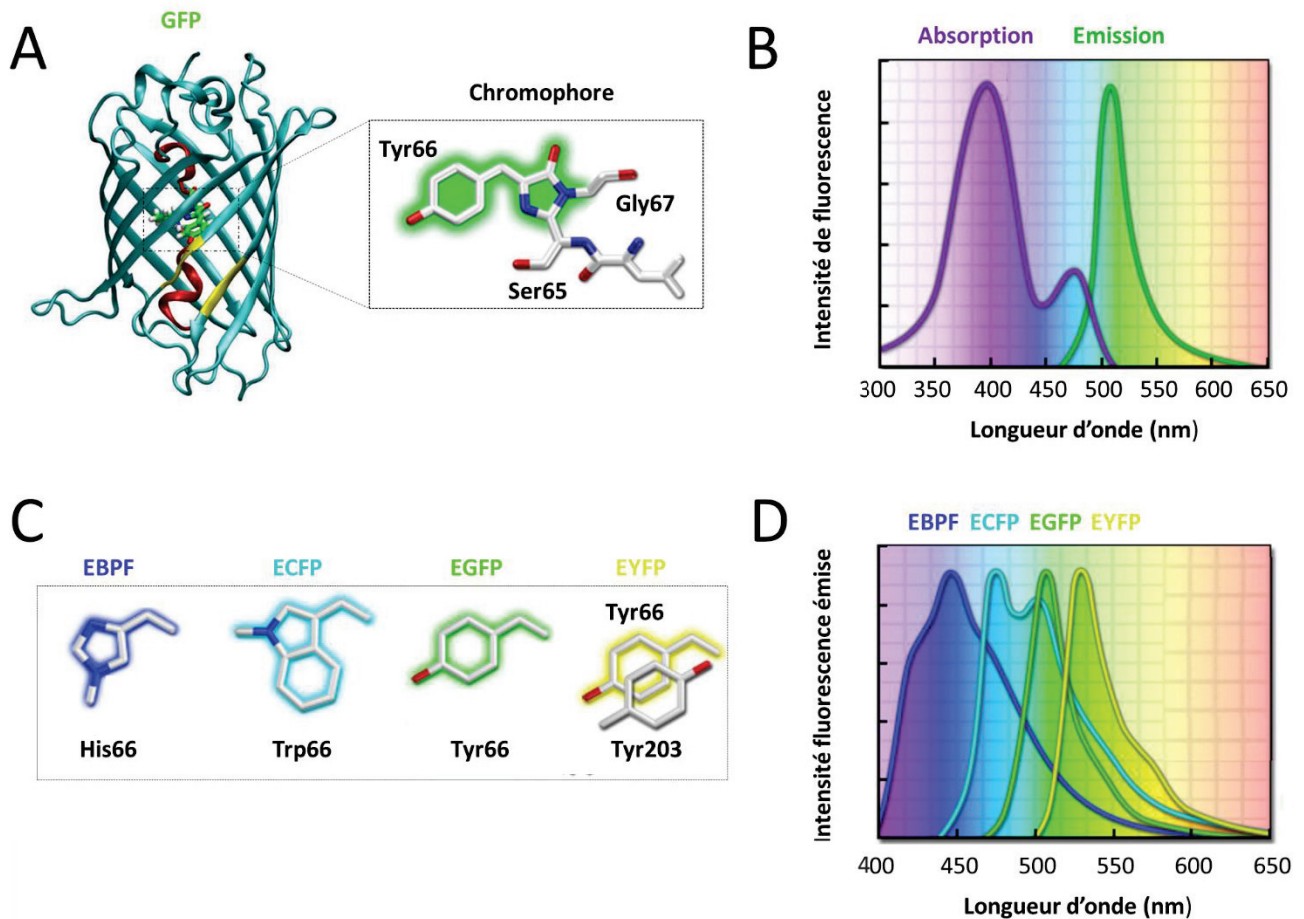 A
GFP
Chromophore
Tyr66
Gly67
Ser65
B
Absorption Emission
Intensité de fluorescence
300 350 400 450 500 550 600 650
Longueur d'onde (nm)
C
EBPF ECFP EGFP EYFP
Tyr66
His66 Trp66 Tyr66 Tyr203
D
EBPF ECFP EGFP EYFP
Intensité fluorescence émise
400 450 500 550 600 650
Longueur d'onde (nm)